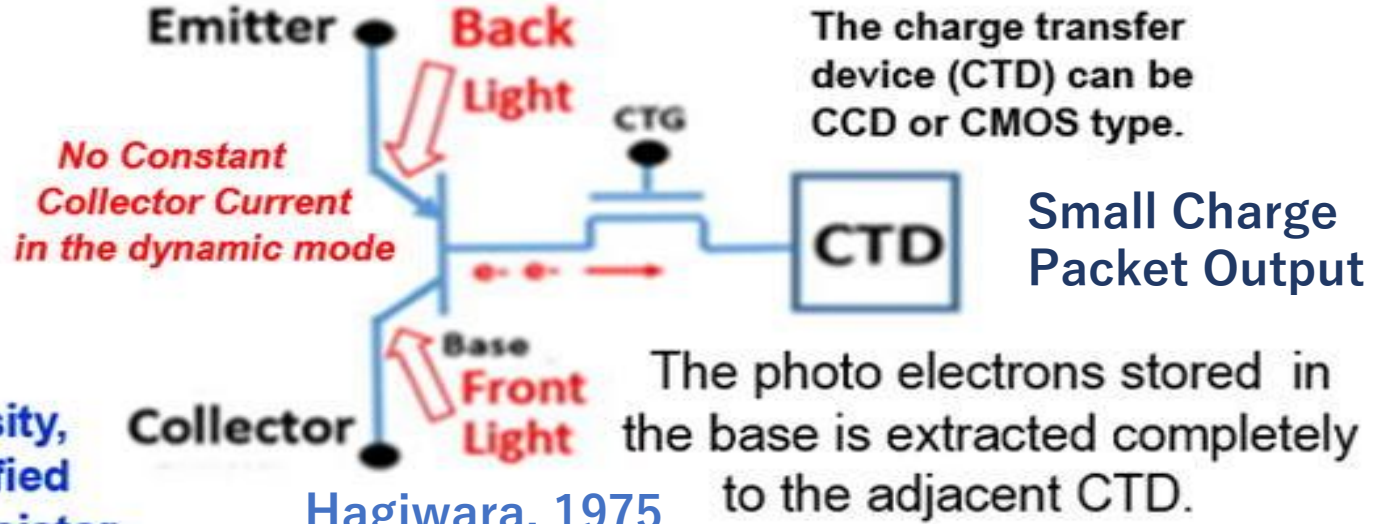 Emitter
Back
Light
The charge transfer
device (CTD) can be
CCD or CMOS type.
CTG
No Constant
Collector Current
in the dynamic mode
CTD
Small Charge
Packet Output
e- e-
Base
Front
Light
Collector
The photo electrons stored in
the base is extracted completely
to the adjacent CTD.
Hagiwara, 1975